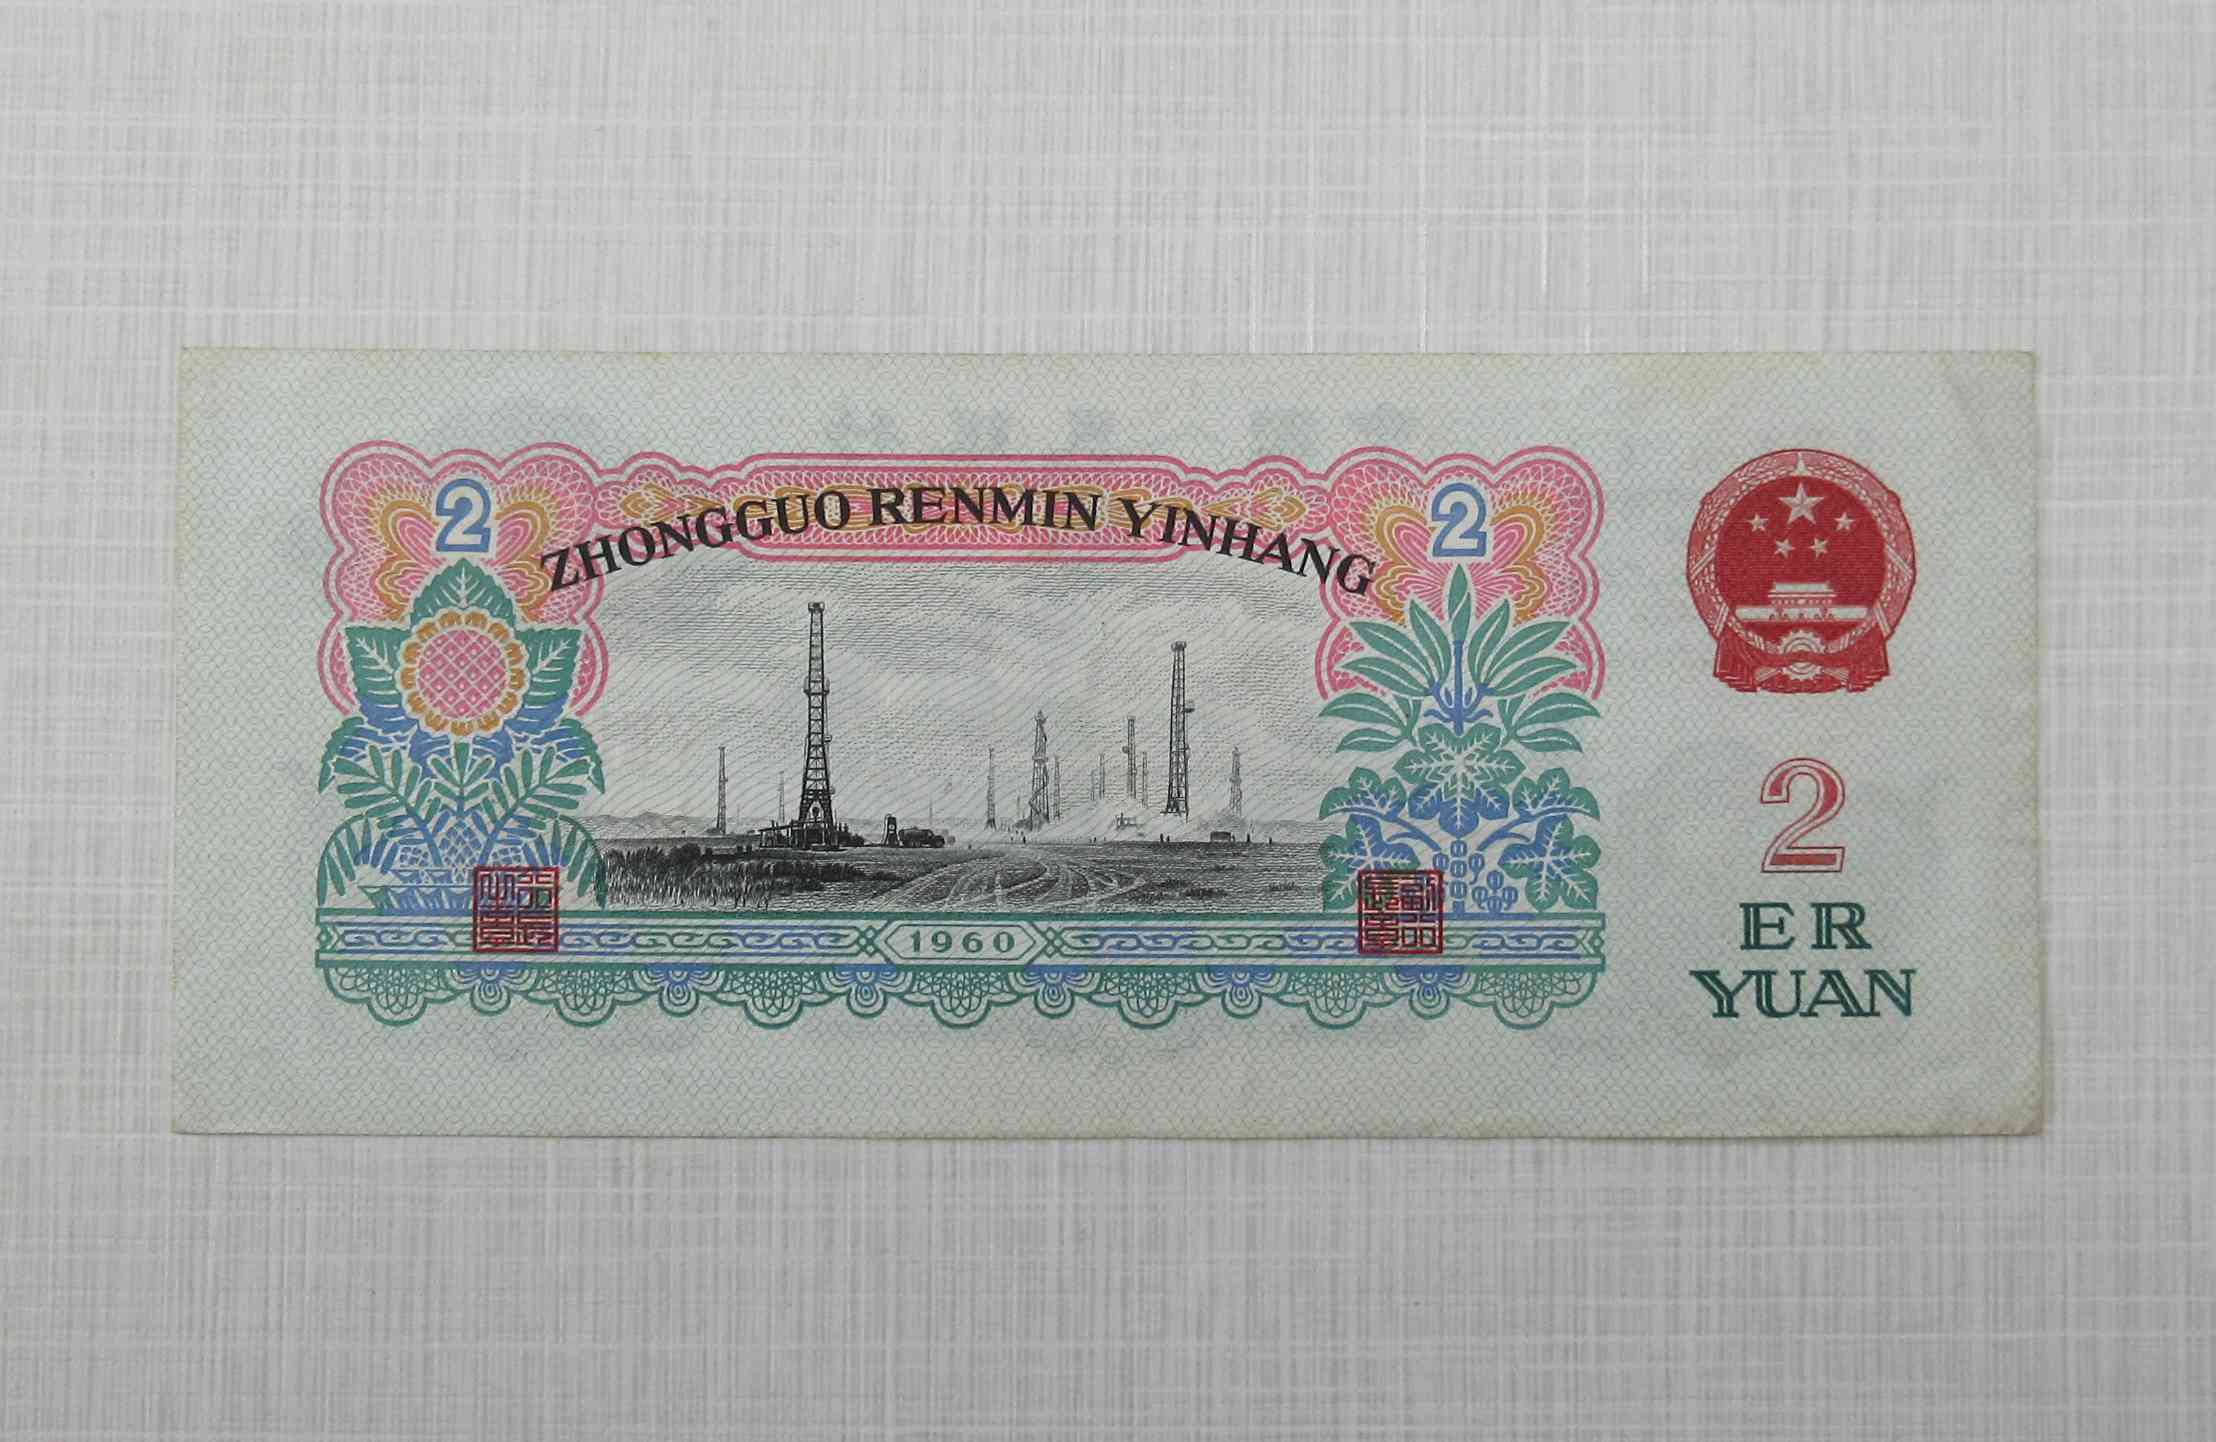 ZHONGGUO RENMIN YINHANG
2
2
1960
2
ER
YUAN